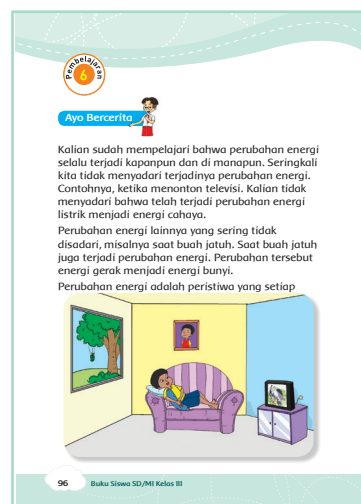 Pembelajaran
6
Ayo Bercerita
Kalian sudah mempelajari bahwa perubahan energi
selalu terjadi kapanpun dan di manapun. Seringkali
kita tidak menyadari terjadinya perubahan energi.
Contohnya, ketika menonton televisi. Kalian tidak
menyadari bahwa telah terjadi perubahan energi
listrik menjadi energi cahaya.
Perubahan energi lainnya yang sering tidak
disadari, misalnya saat buah jatuh. Saat buah jatuh
juga terjadi perubahan energi. Perubahan tersebut
energi gerak menjadi energi bunyi.
Perubahan energi adalah peristiwa yang setiap
96 Buku Siswa SD/MI Kelas III